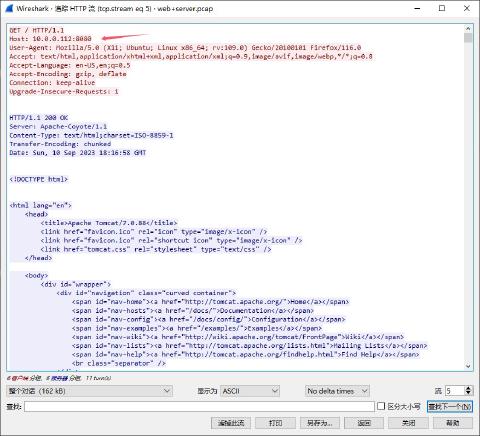 Wireshark · 追踪 HTTP 流 (tcp.stream eq 5) · web+server.pcap
GET / HTTP/1.1
Host: 10.0.0.112:8080
User-Agent: Mozilla/5.0 (X11; Ubuntu; Linux x86_64; rv:109.0) Gecko/20100101 Firefox/116.0
Accept: text/html,application/xhtml+xml,application/xml;q=0.9,image/avif,image/webp,*/*;q=0.8
Accept-Language: en-US,en;q=0.5
Accept-Encoding: gzip, deflate
Connection: keep-alive
Upgrade-Insecure-Requests: 1
HTTP/1.1 200 OK
Server: Apache-Coyote/1.1
Content-Type: text/html;charset=ISO-8859-1
Transfer-Encoding: chunked
Date: Sun, 10 Sep 2023 18:16:58 GMT
<!DOCTYPE html>
<html lang="en">
<head>
<title>Apache Tomcat/7.0.88</title>
<link href="favicon.ico" rel="icon" type="image/x-icon" />
<link href="favicon.ico" rel="shortcut icon" type="image/x-icon" />
<link href="tomcat.css" rel="stylesheet" type="text/css" />
</head>
<body>
<div id="wrapper">
<div id="navigation" class="curved container">
<span id="nav-home"><a href="http://tomcat.apache.org/">Home</a></span>
<span id="nav-hosts"><a href="/docs/">Documentation</a></span>
<span id="nav-config"><a href="/docs/config/">Configuration</a></span>
<span id="nav-examples"><a href="/examples/">Examples</a></span>
<span id="nav-wiki"><a href="http://wiki.apache.org/tomcat/FrontPage">Wiki</a></span>
<span id="nav-lists"><a href="http://tomcat.apache.org/lists.html">Mailing Lists</a></span>
<span id="nav-help"><a href="http://tomcat.apache.org/findhelp.html">Find Help</a></span>
<br class="separator" />
6 客户端 分组, 6 服务器 分组, 11 turn(s).
整个对话 (162 kB) 显示为 ASCII No delta times 流 5
查找: 区分大小写 查找下一个(N)
滤掉此流 打印 另存为… 返回 关闭 帮助